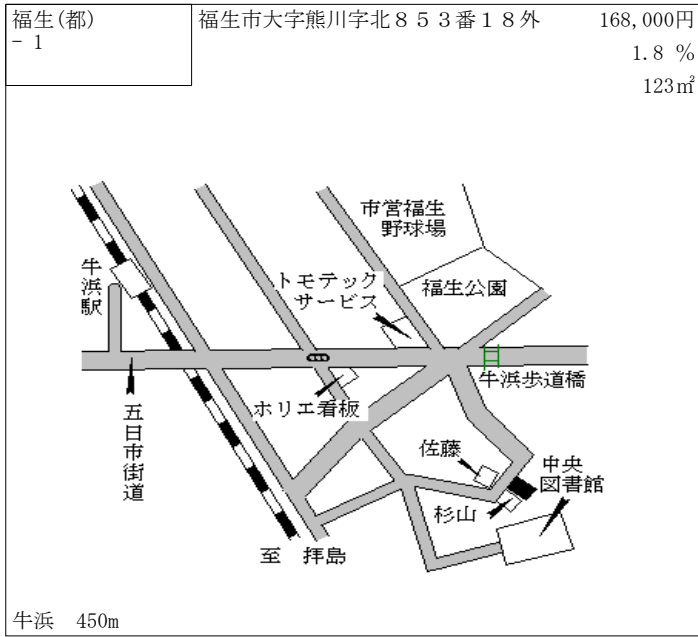 福生(都)
- 1
福生市大字熊川字北８５３番１８外
168,000円
1.8 %
123㎡
市営福生
野球場
牛浜駅
トモテック
サービス
福生公園
牛浜歩道橋
ホリエ看板
五日市街道
佐藤
中央
図書館
杉山
至 拝島
牛浜 450m